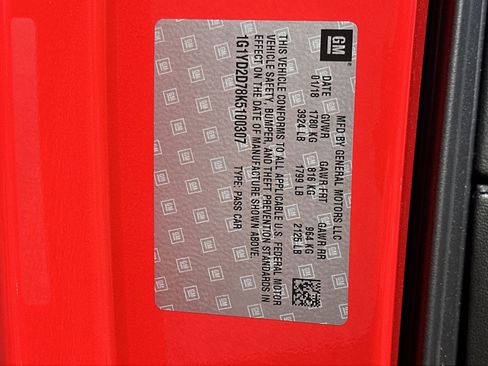 GM
MFD BY GENERAL MOTORS LLC
DATE GVWR GAWR FRT GAWR RR
01/18 1780 KG 816 KG 964 KG
3924 LB 1799 LB 2125 LB
THIS VEHICLE CONFORMS TO ALL APPLICABLE U.S. FEDERAL MOTOR
VEHICLE SAFETY, BUMPER, AND THEFT PREVENTION STANDARDS IN
EFFECT ON THE DATE OF MANUFACTURE SHOWN ABOVE.
1G1YD2D78K5100307 TYPE: PASS CAR